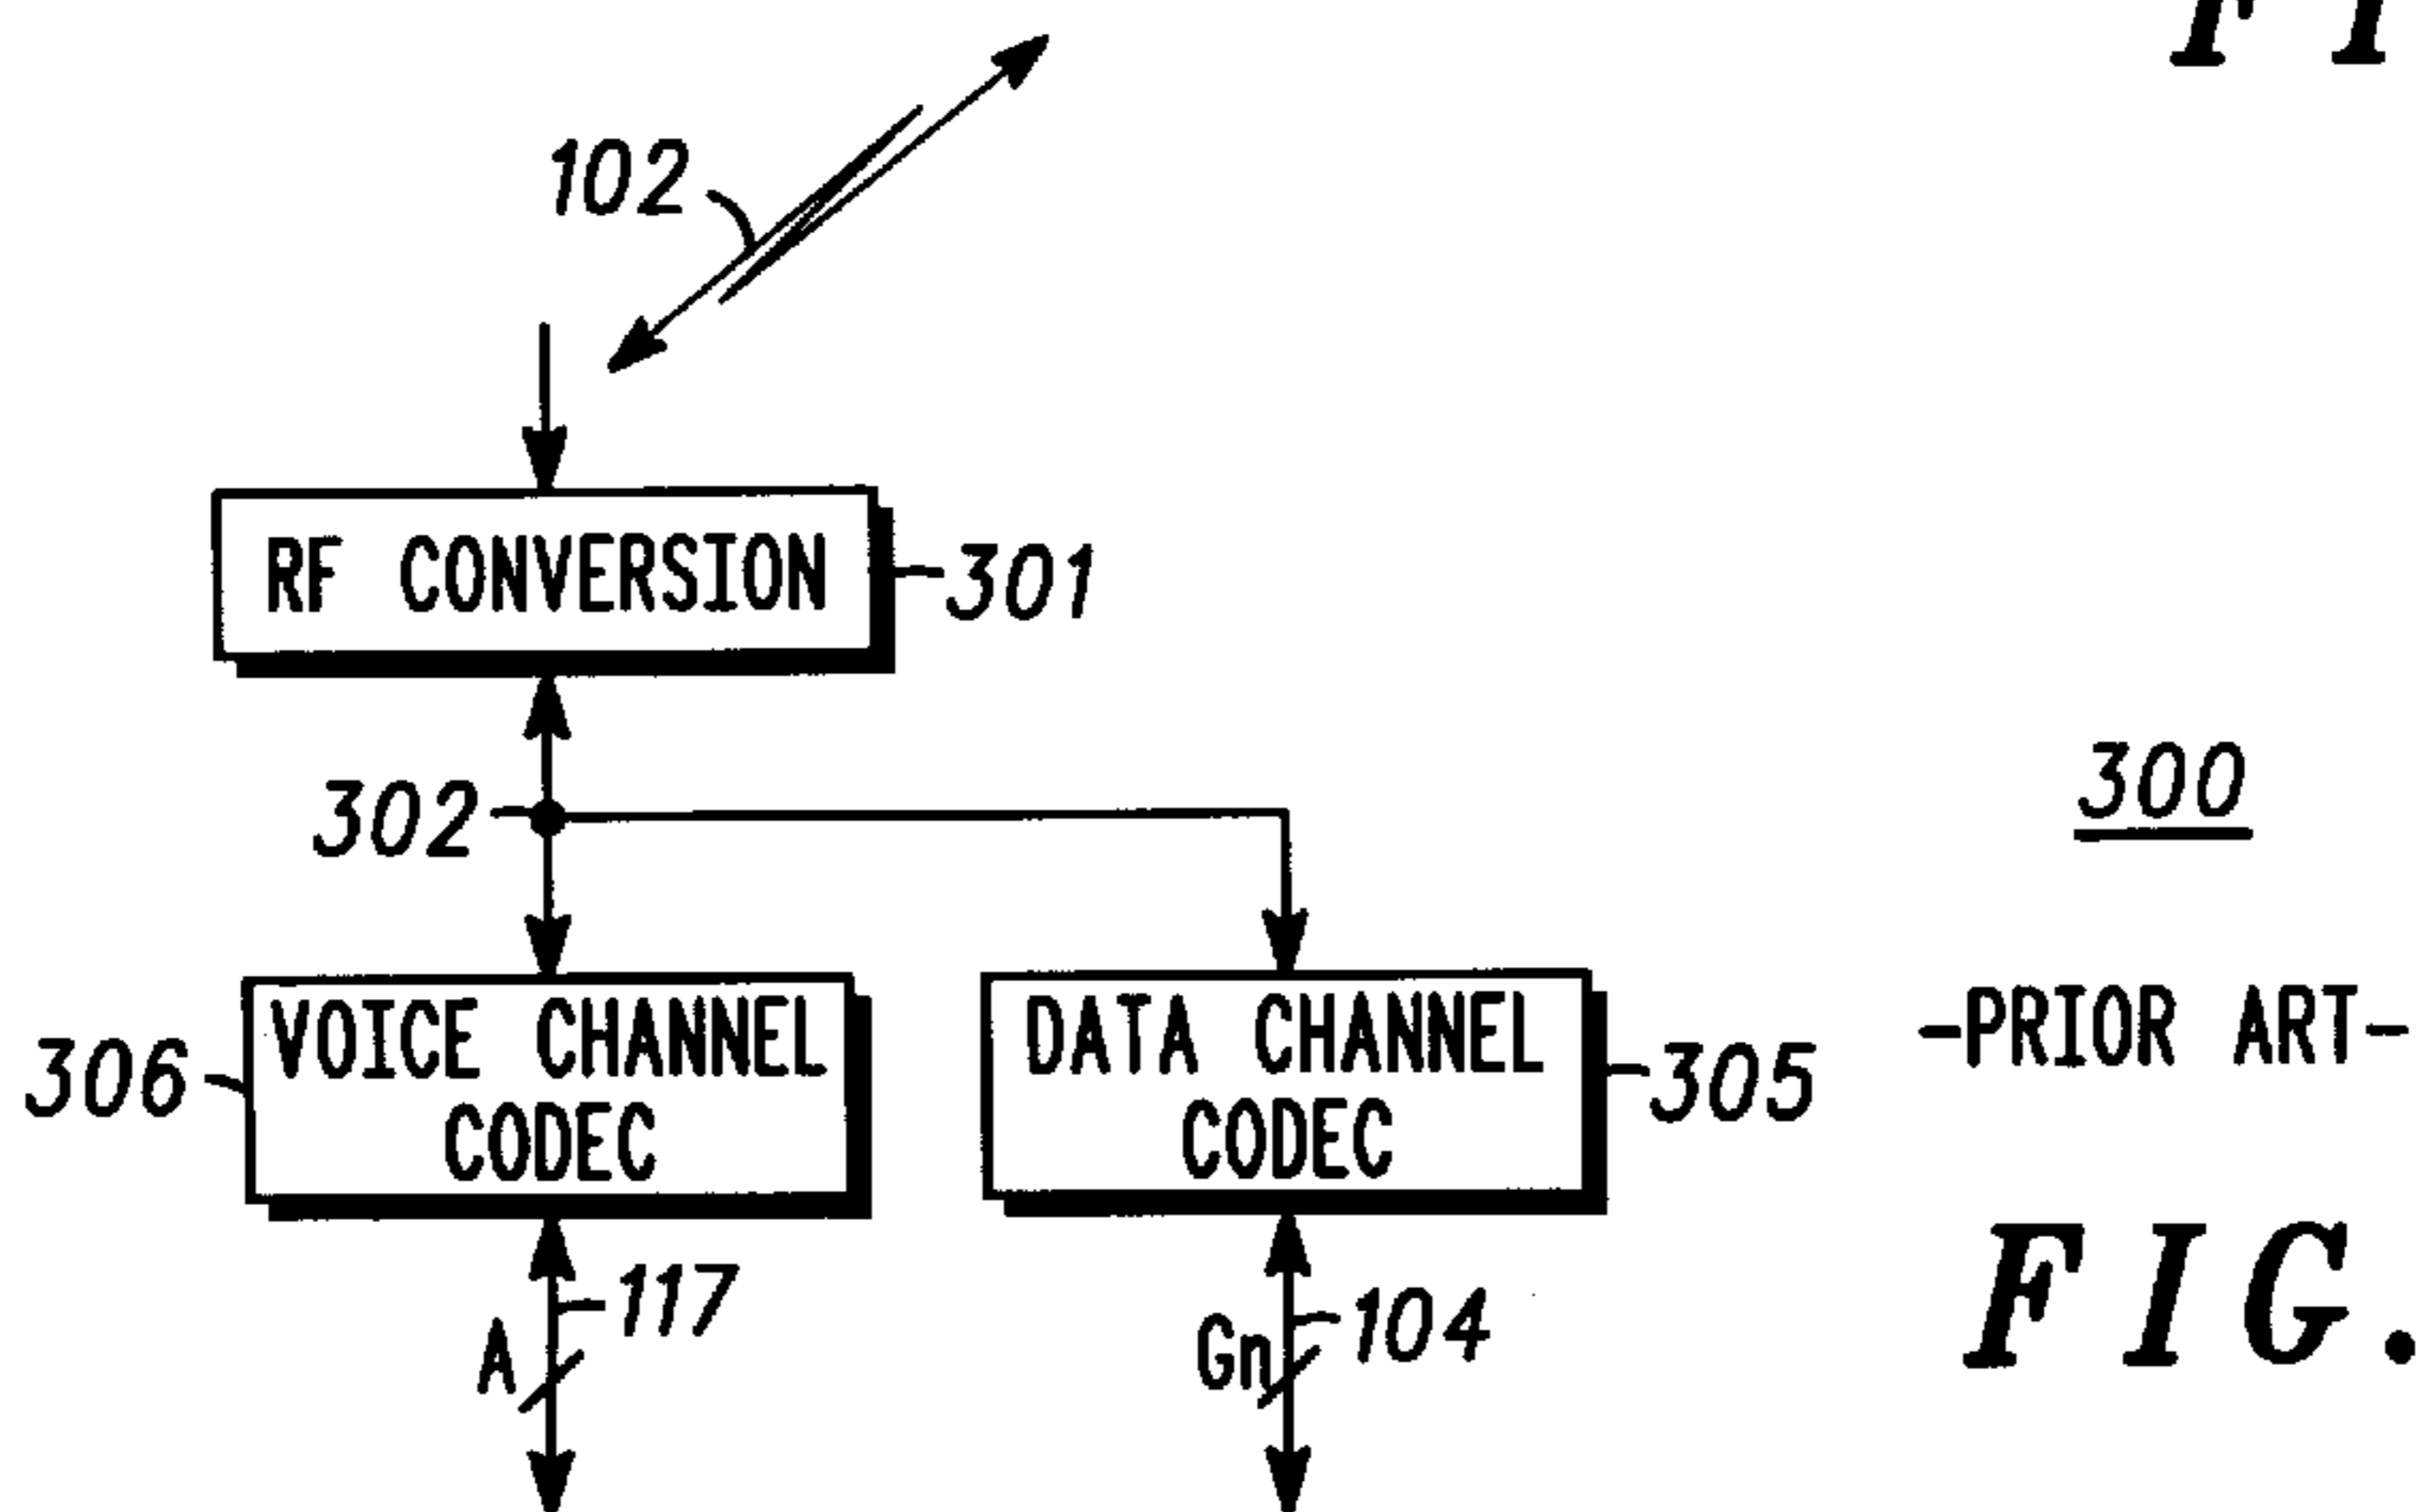 102
RF CONVERSION
301
302
300
VOICE CHANNEL
CODEC
306
DATA CHANNEL
CODEC
305
-PRIOR ART-
117
A
104
Gn
FIG.